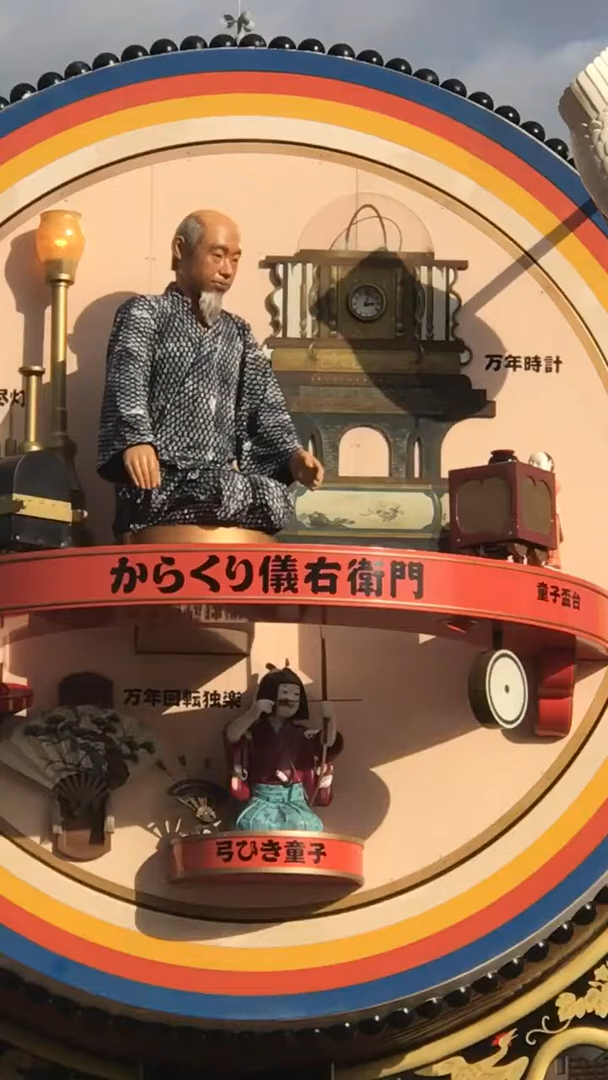 万年時計
灯
からくり儀右衛門
童子盃台
万年回転独楽
弓ひき童子